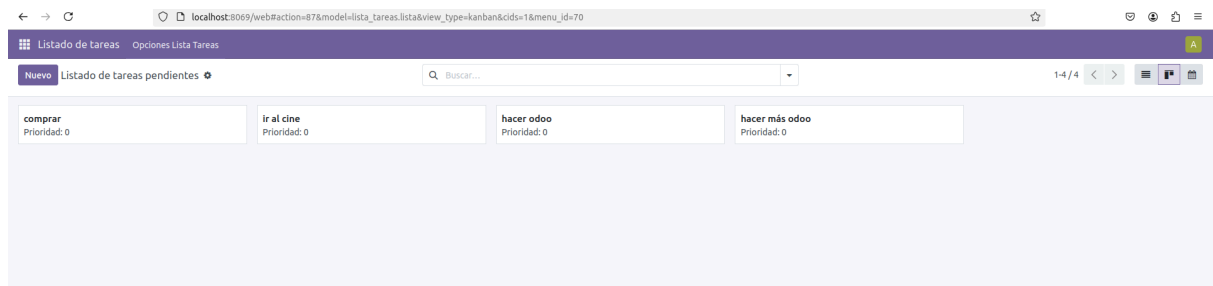 localhost:8069/web#action=87&model=lista_tareas.lista&view_type=kanban&cids=1&menu_id=70
Listado de tareas Opciones Lista Tareas A
Nuevo Listado de tareas pendientes Buscar... 1-4 / 4
comprar
Prioridad: 0
ir al cine
Prioridad: 0
hacer odoo
Prioridad: 0
hacer más odoo
Prioridad: 0